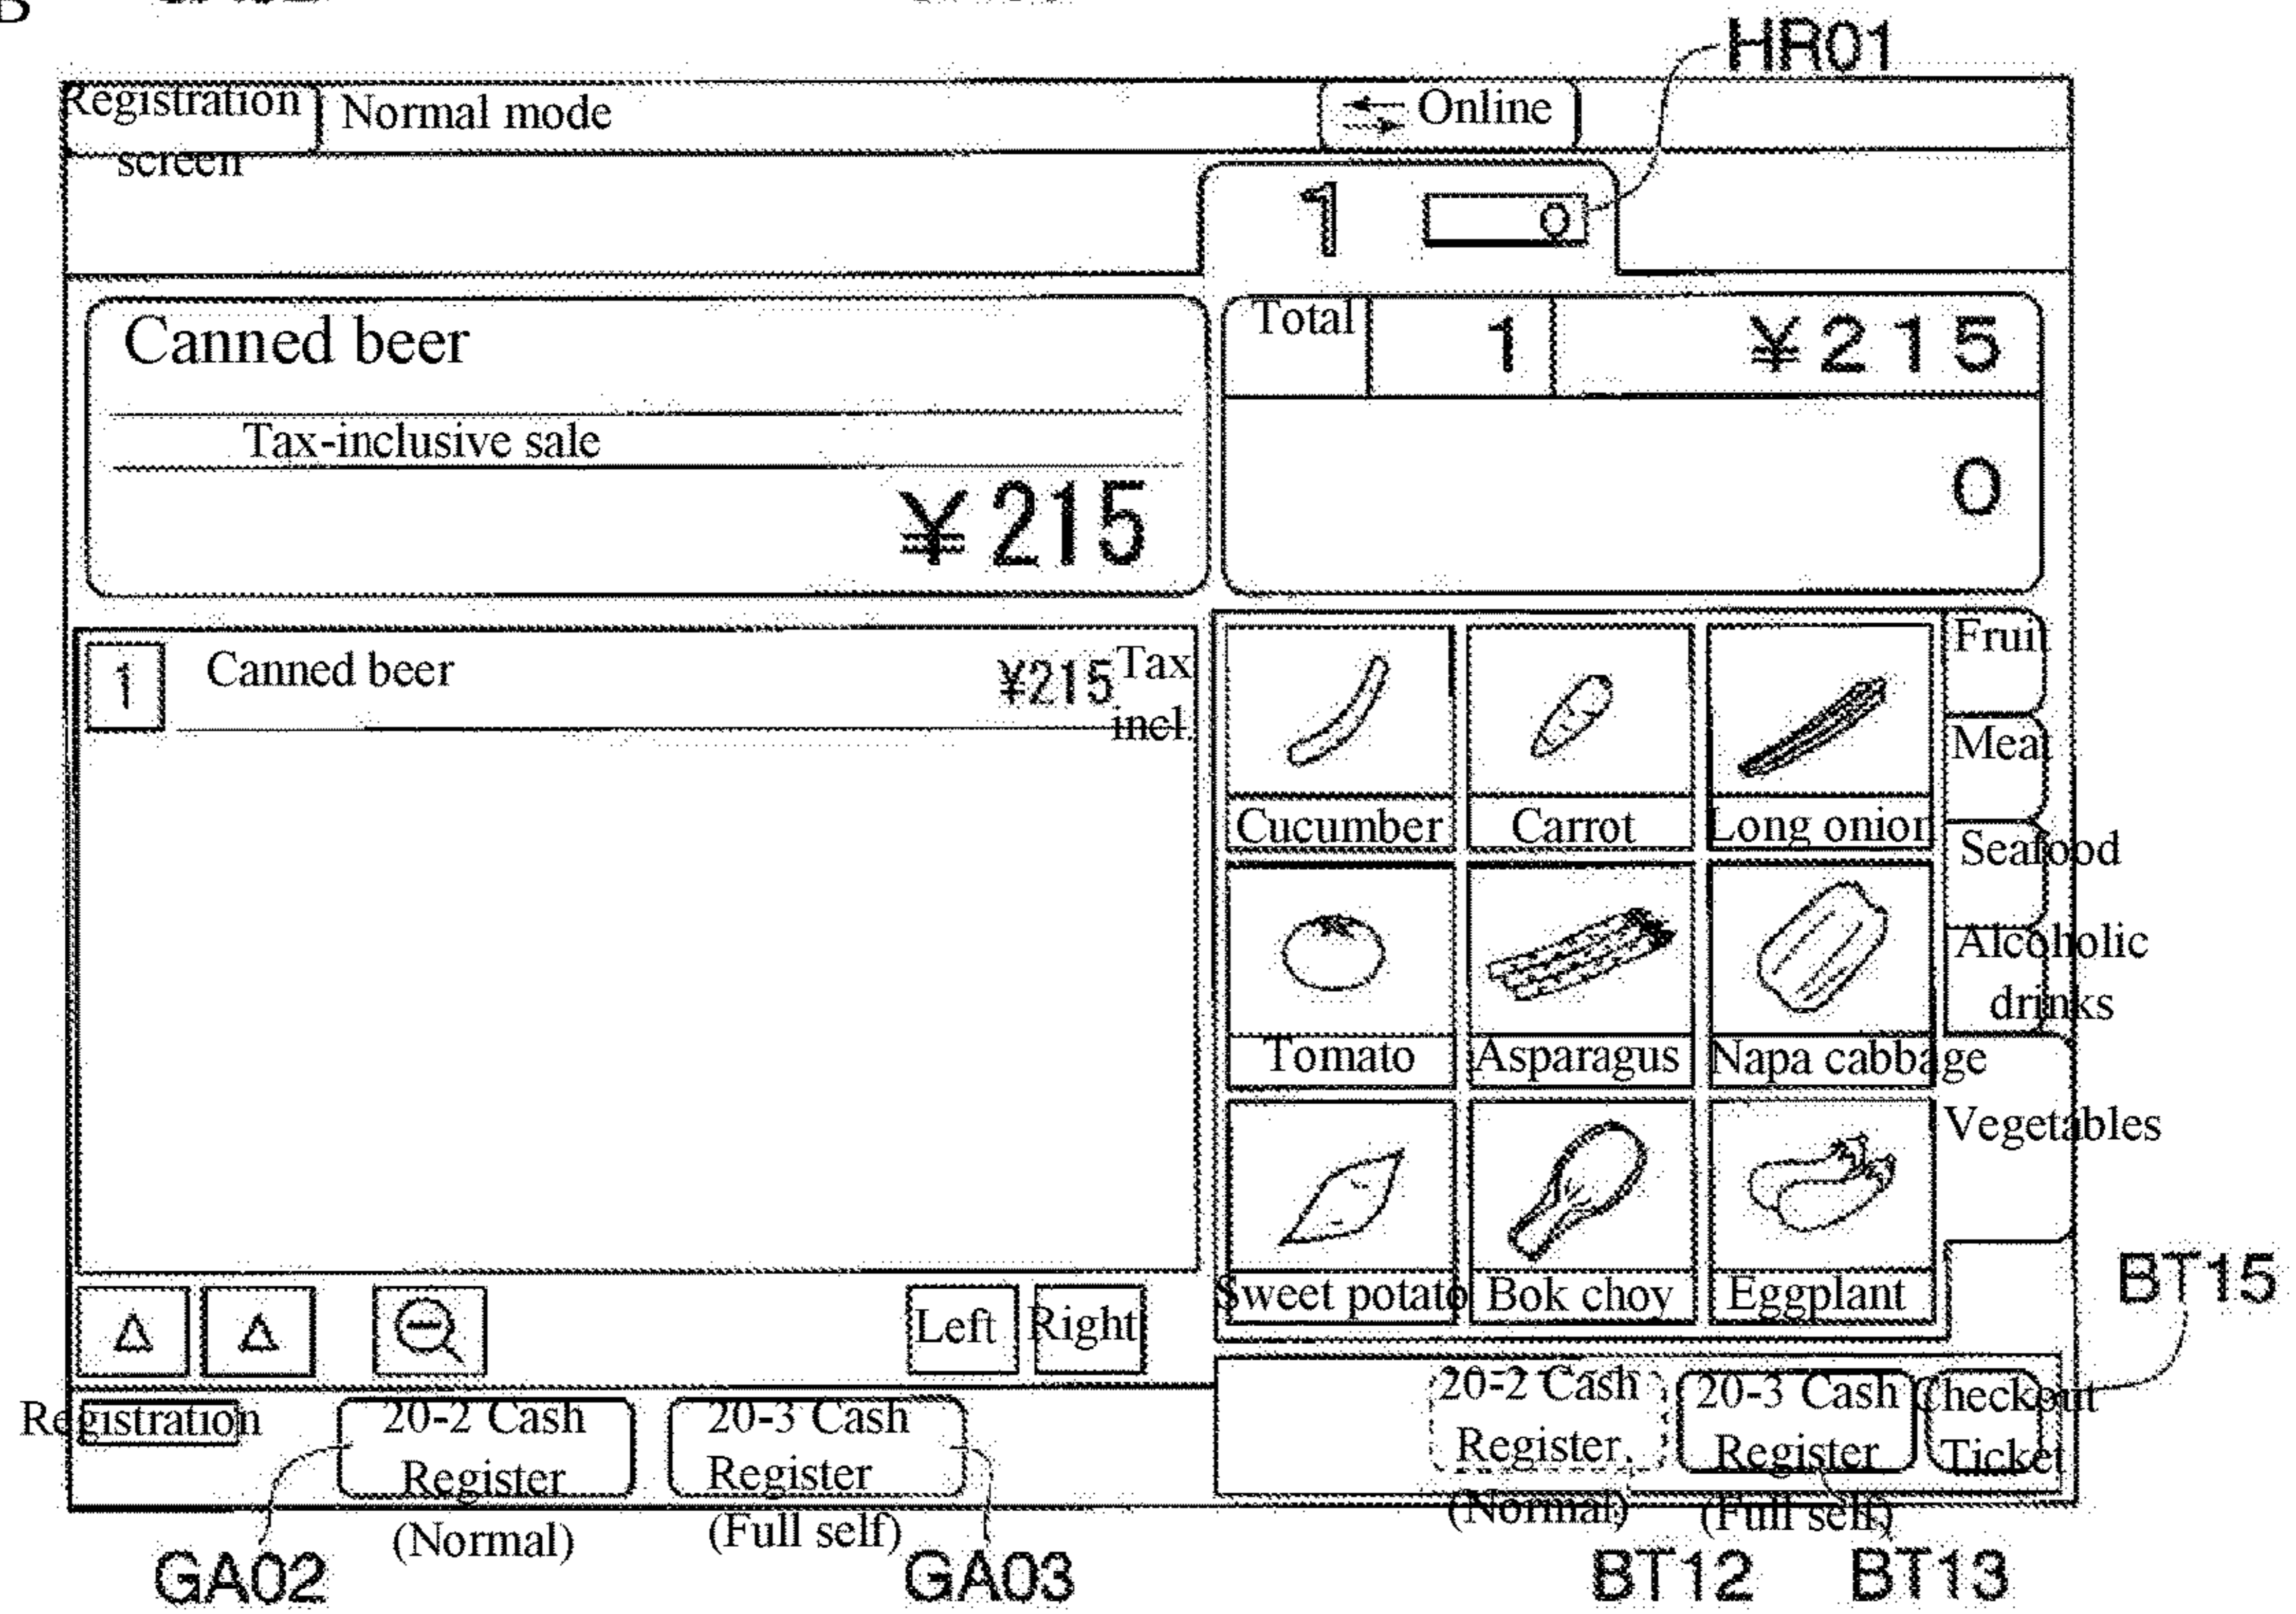 B
HR01
Registration
screen
Normal mode
Online
1
0
Canned beer
Tax-inclusive sale
¥215
Total
1
¥215
0
1
Canned beer
¥215
Tax
incl.
Cucumber
Carrot
Long onion
Tomato
Asparagus
Napa cabbage
Sweet potato
Bok choy
Eggplant
Fruit
Meat
Seafood
Alcoholic
drinks
Vegetables
Left
Right
BT15
Registration
20-2 Cash
Register
(Normal)
20-3 Cash
Register
(Full self)
20-2 Cash
Register
(Normal)
20-3 Cash
Register
(Full self)
Checkout
Ticket
GA02
GA03
BT12
BT13